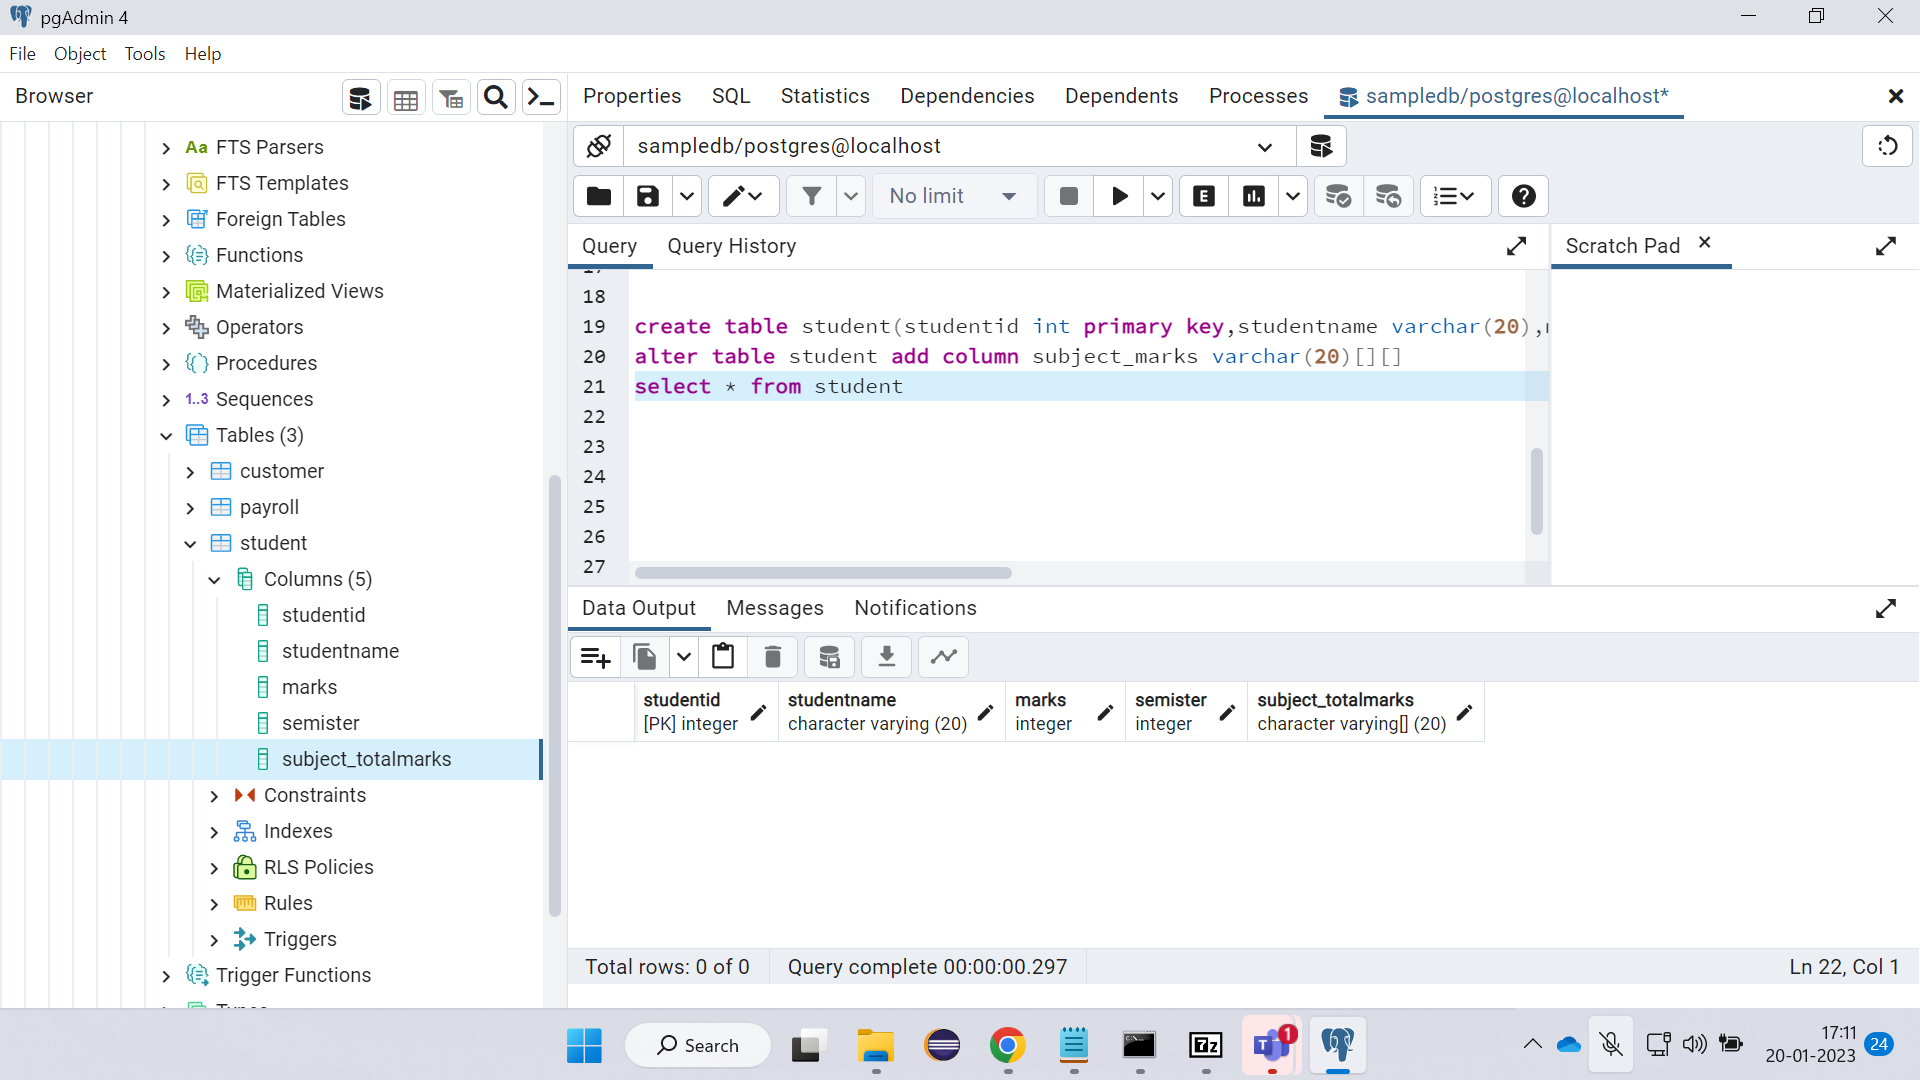 pgAdmin 4
File Object Tools Help
Browser
Properties SQL Statistics Dependencies Dependents Processes sampledb/postgres@localhost*
sampledb/postgres@localhost
No limit
Query Query History
Scratch Pad
18
19 create table student(studentid int primary key,studentname varchar(20),
20 alter table student add column subject_marks varchar(20)[][]
21 select * from student
22
23
24
25
26
27
Aa FTS Parsers
FTS Templates
Foreign Tables
Functions
Materialized Views
Operators
Procedures
1..3 Sequences
Tables (3)
customer
payroll
student
Columns (5)
studentid
studentname
marks
semister
subject_totalmarks
Constraints
Indexes
RLS Policies
Rules
Triggers
Trigger Functions
Data Output Messages Notifications
studentid [PK] integer
studentname character varying (20)
marks integer
semister integer
subject_totalmarks character varying[] (20)
Total rows: 0 of 0 Query complete 00:00:00.297 Ln 22, Col 1
Search
7z
T 1
17:11
20-01-2023
24